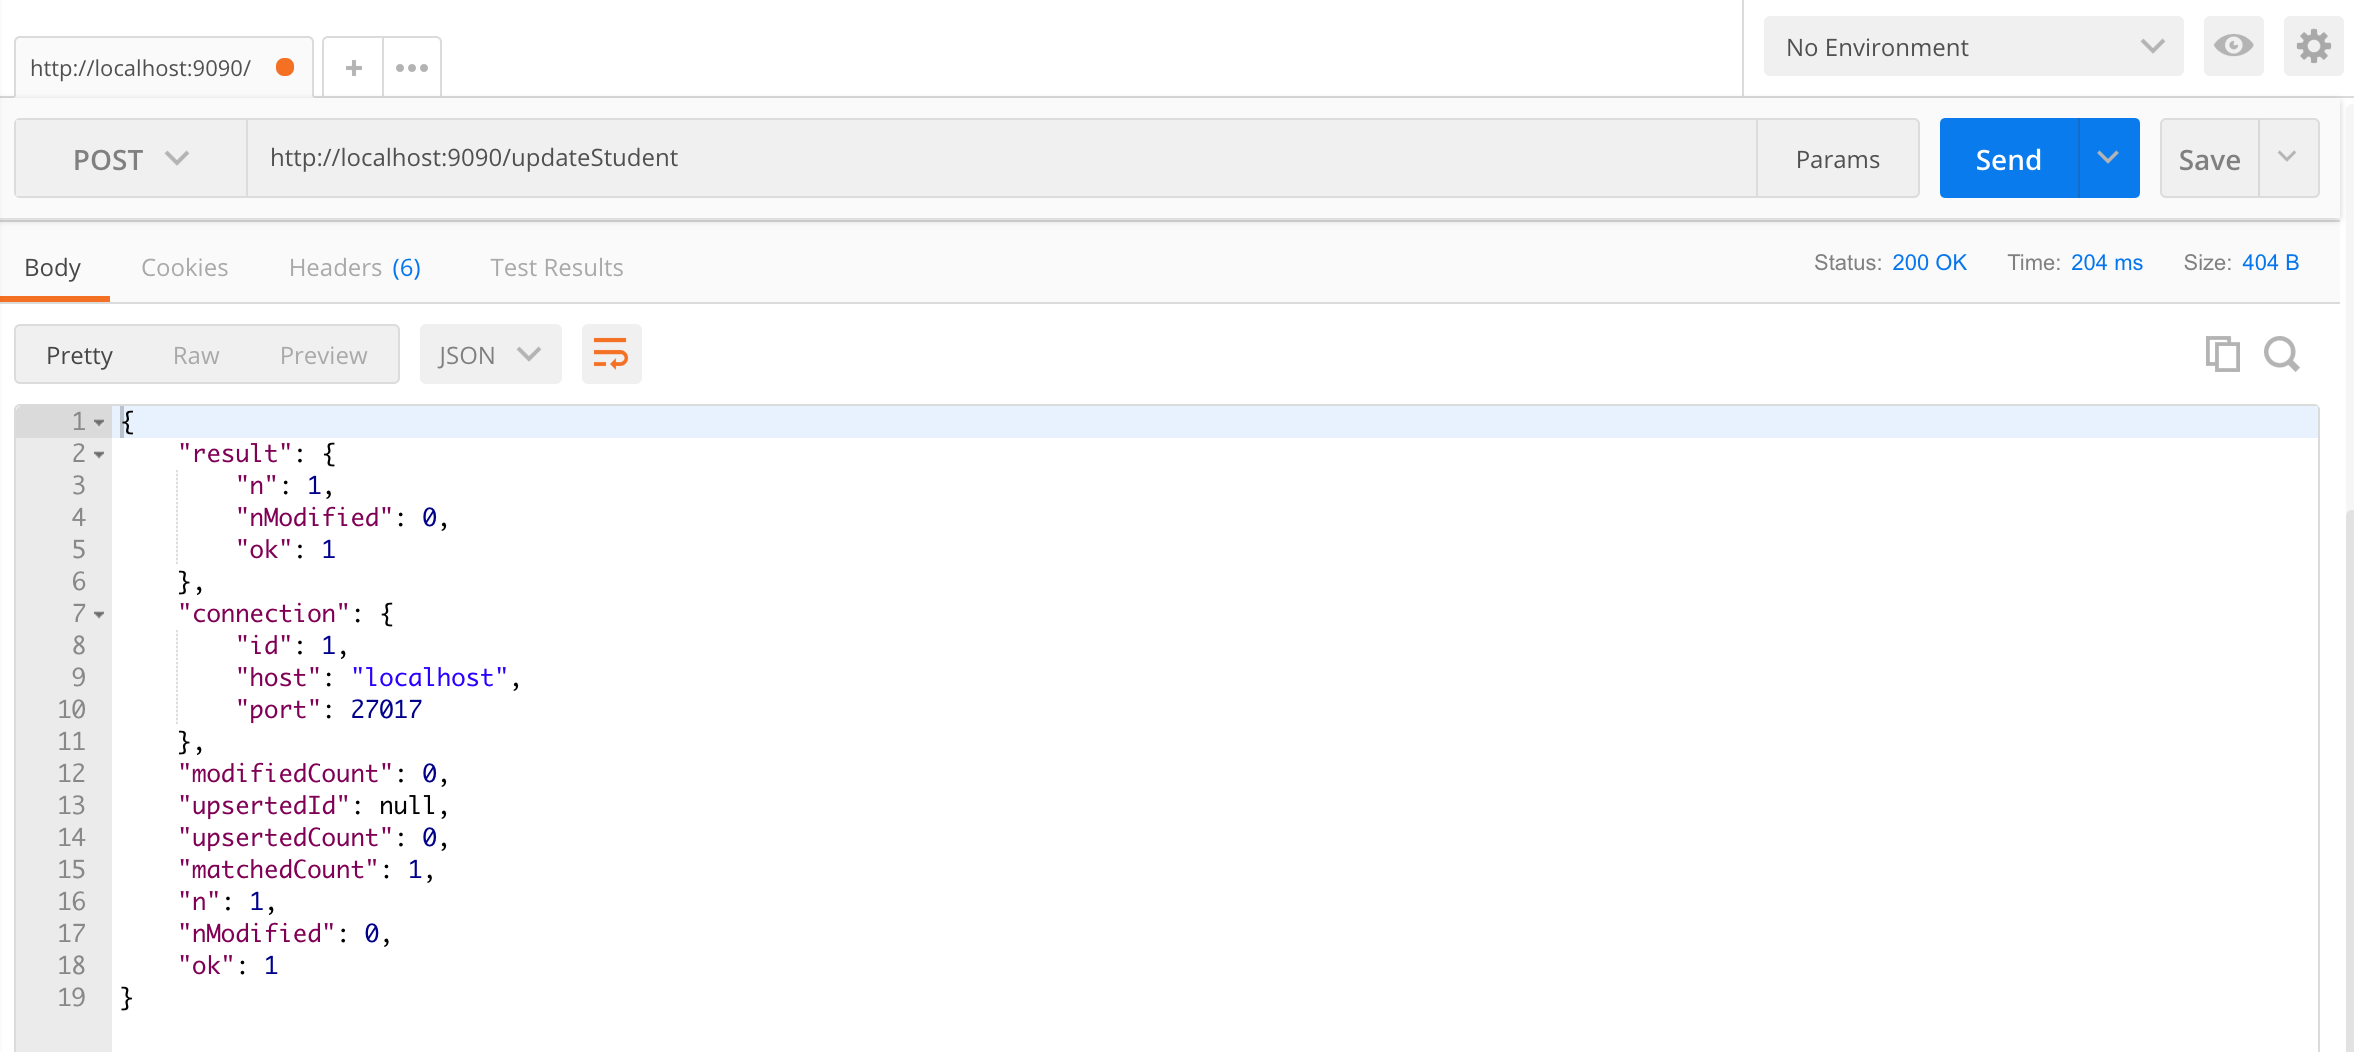 http://localhost:9090/
No Environment
POST http://localhost:9090/updateStudent Params Send Save
Body Cookies Headers (6) Test Results Status: 200 OK Time: 204 ms Size: 404 B
Pretty Raw Preview JSON
1 {
2 "result": {
3 "n": 1,
4 "nModified": 0,
5 "ok": 1
6 },
7 "connection": {
8 "id": 1,
9 "host": "localhost",
10 "port": 27017
11 },
12 "modifiedCount": 0,
13 "upsertedId": null,
14 "upsertedCount": 0,
15 "matchedCount": 1,
16 "n": 1,
17 "nModified": 0,
18 "ok": 1
19 }